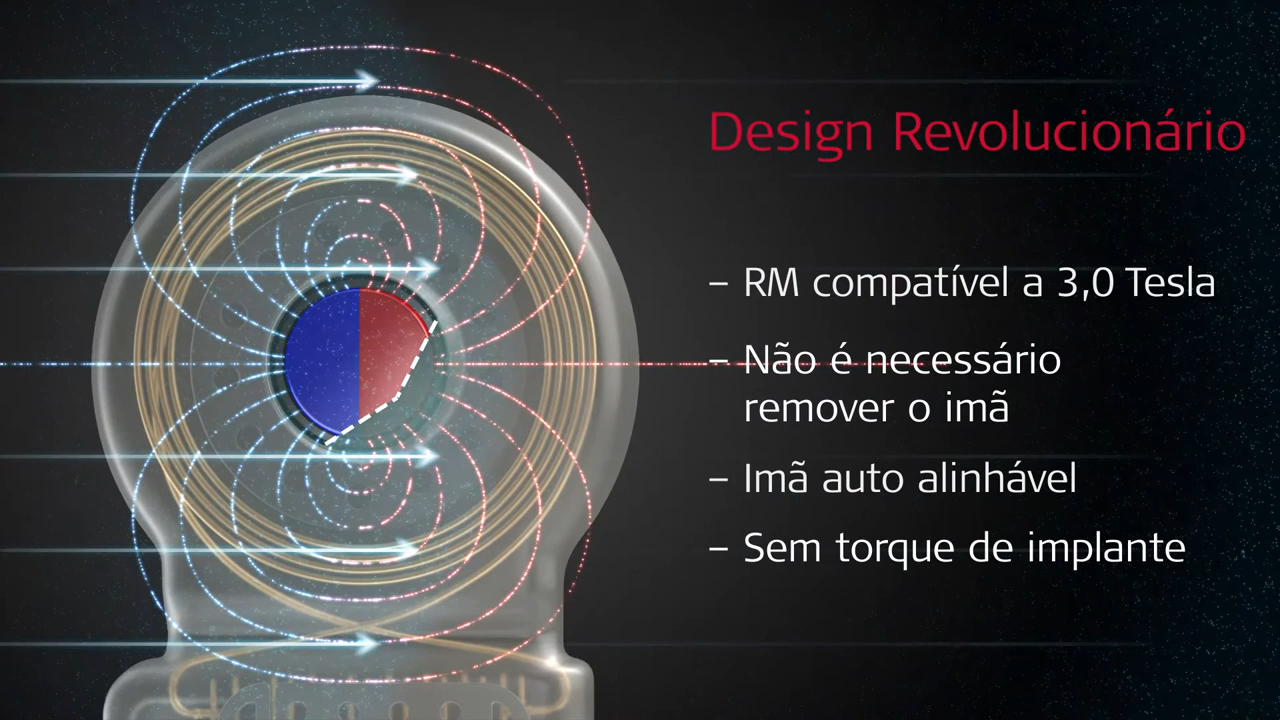 Design Revolucionário
– RM compatível a 3,0 Tesla
– Não é necessário
remover o imã
– Imã auto alinhável
– Sem torque de implante